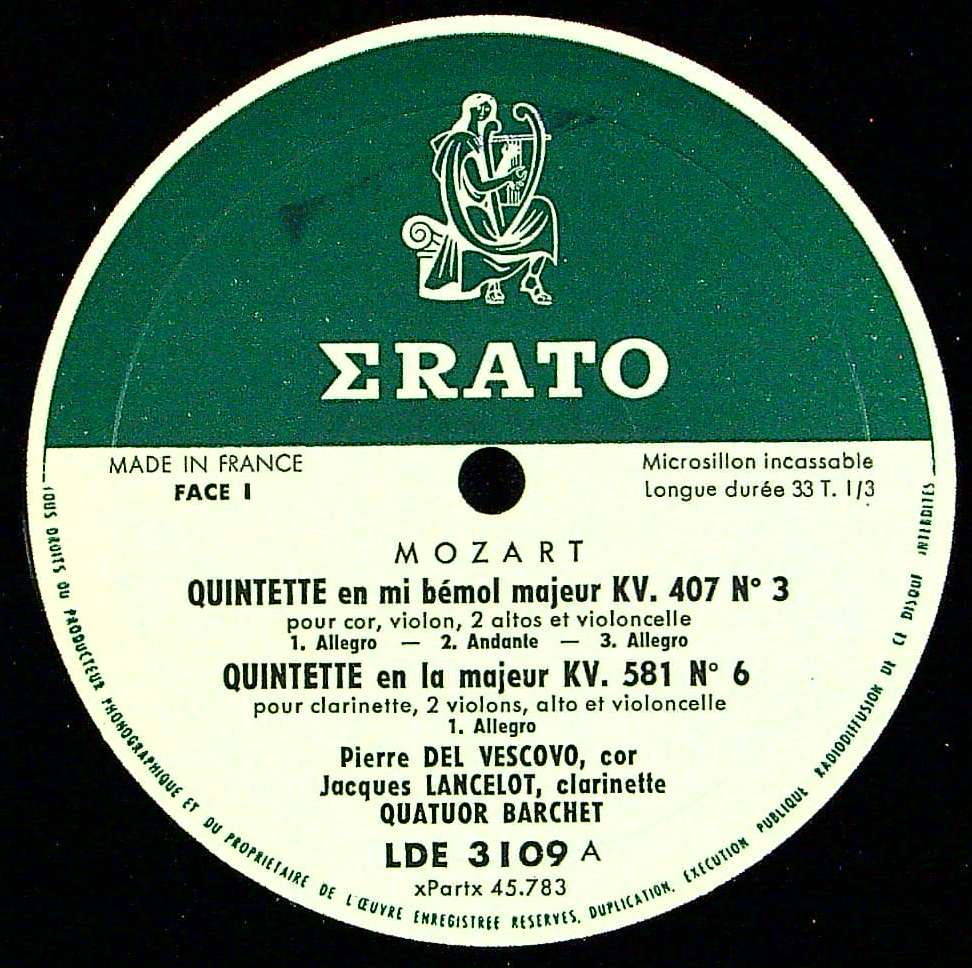 ΣRATO
MADE IN FRANCE
FACE 1
Microsillon incassable
Longue durée 33 T. 1/3
MOZART
QUINTETTE en mi bémol majeur KV. 407 N° 3
pour cor, violon, 2 altos et violoncelle
1. Allegro — 2. Andante — 3. Allegro
QUINTETTE en la majeur KV. 581 N° 6
pour clarinette, 2 violons, alto et violoncelle
1. Allegro
Pierre DEL VESCOVO, cor
Jacques LANCELOT, clarinette
QUATUOR BARCHET
LDE 3109 A
xPartx 45.783
TOUS DROITS DU PRODUCTEUR PHONOGRAPHIQUE ET DU PROPRIETAIRE DE L'ŒUVRE ENREGISTREE RESERVES. DUPLICATION, EXECUTION PUBLIQUE RADIODIFFUSION DE CE DISQUE INTERDITES